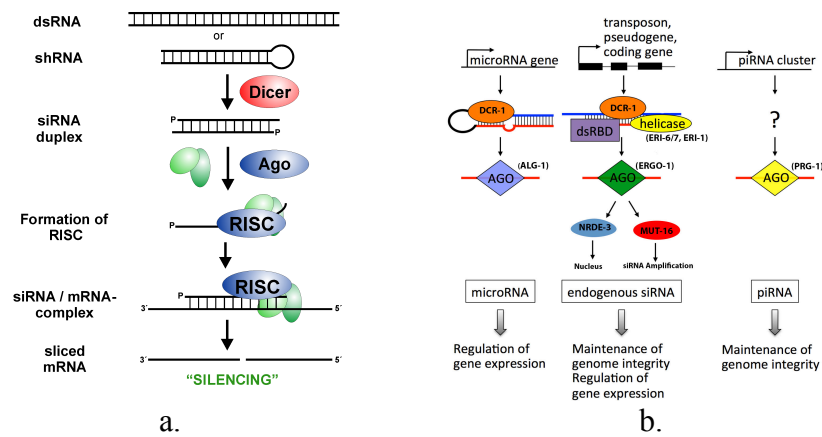 dsRNA
or
shRNA
Dicer
siRNA
duplex
P
P
Ago
Formation of
RISC
P
RISC
siRNA / mRNA-
complex
P
RISC
3´
5´
sliced
mRNA
3´
5´
“SILENCING”
a.
microRNA gene
transposon,
pseudogene,
coding gene
piRNA cluster
DCR-1
DCR-1
dsRBD
helicase
(ERI-6/7, ERI-1)
?
AGO
(ALG-1)
AGO
(ERGO-1)
AGO
(PRG-1)
NRDE-3
MUT-16
Nucleus
siRNA Amplification
microRNA
endogenous siRNA
piRNA
Regulation of
gene expression
Maintenance of
genome integrity
Regulation of
gene expression
Maintenance of
genome integrity
b.